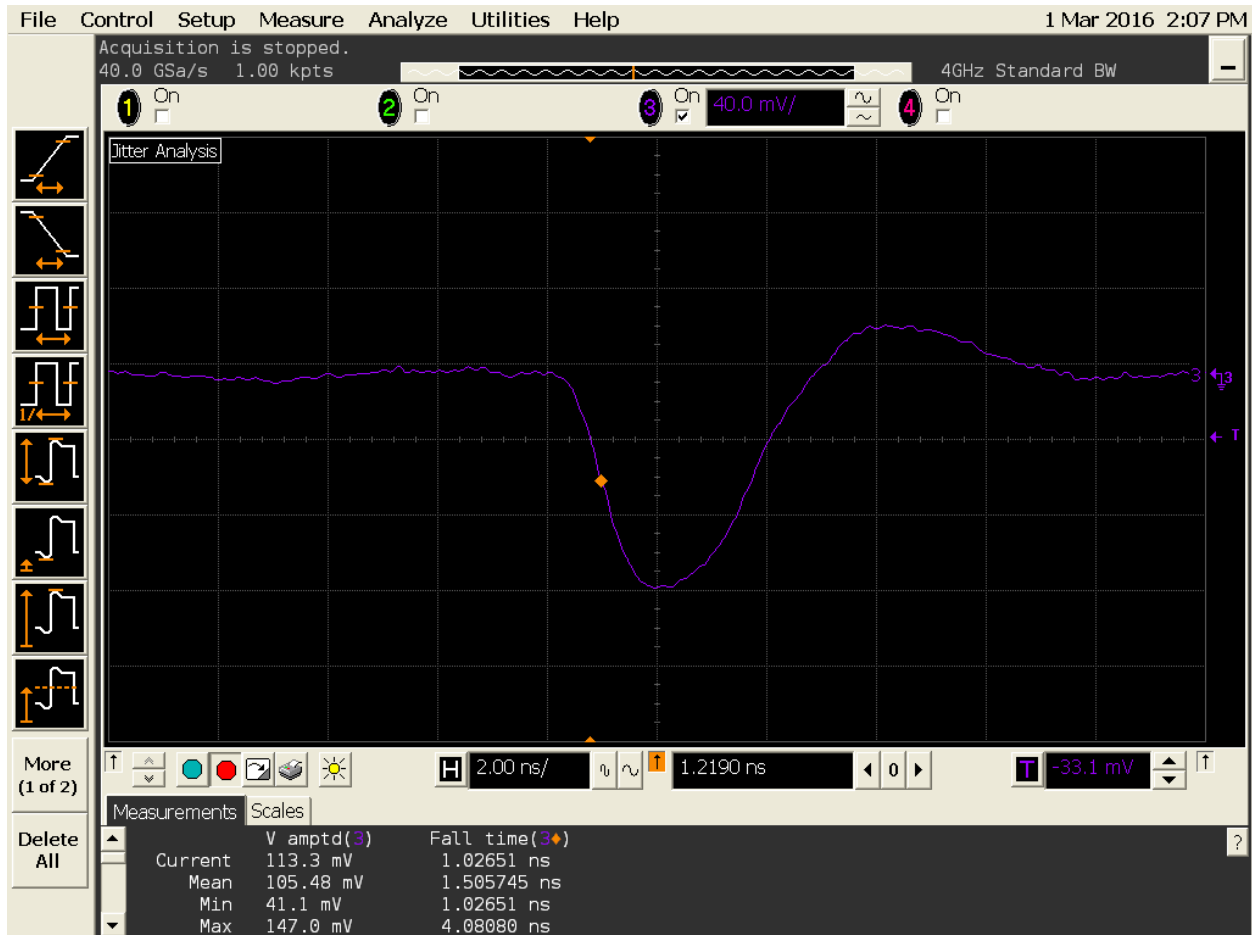 File Control Setup Measure Analyze Utilities Help 1 Mar 2016 2:07 PM
Acquisition is stopped.
40.0 GSa/s 1.00 kpts 4GHz Standard BW
1 On 2 On 3 On 40.0 mV/ 4 On
Jitter Analysis
3 3
T
1/
More
(1 of 2)
Delete
All
H 2.00 ns/ 1.2190 ns 0 T -33.1 mV
Measurements Scales
V amptd(3) Fall time(3)
?
Current 113.3 mV 1.02651 ns
Mean 105.48 mV 1.505745 ns
Min 41.1 mV 1.02651 ns
Max 147.0 mV 4.08080 ns